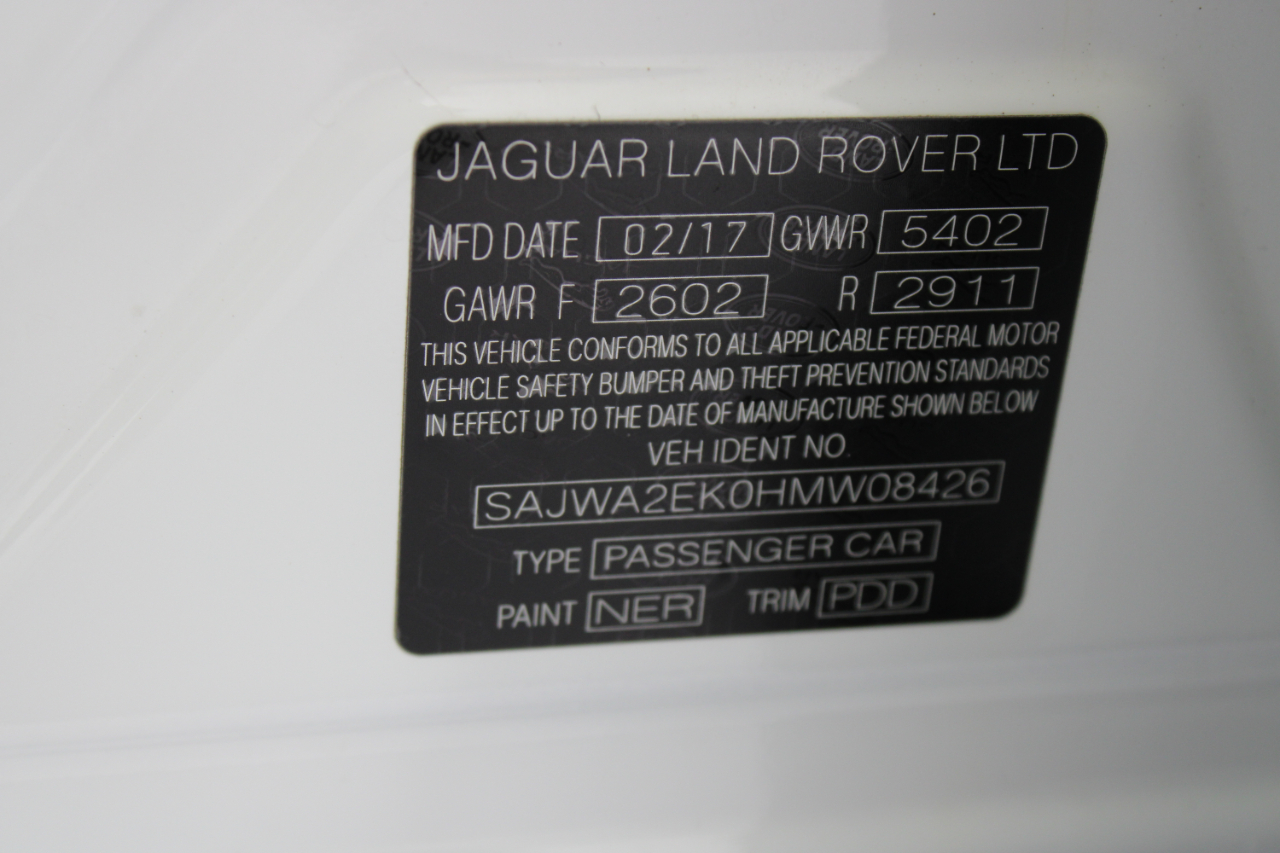 JAGUAR LAND ROVER LTD
MFD DATE 02/17 GVWR 5402
GAWR F 2602 R 2911
THIS VEHICLE CONFORMS TO ALL APPLICABLE FEDERAL MOTOR
VEHICLE SAFETY BUMPER AND THEFT PREVENTION STANDARDS
IN EFFECT UP TO THE DATE OF MANUFACTURE SHOWN BELOW
VEH IDENT NO.
SAJWA2EK0HMW08426
TYPE PASSENGER CAR
PAINT NER TRIM PDD